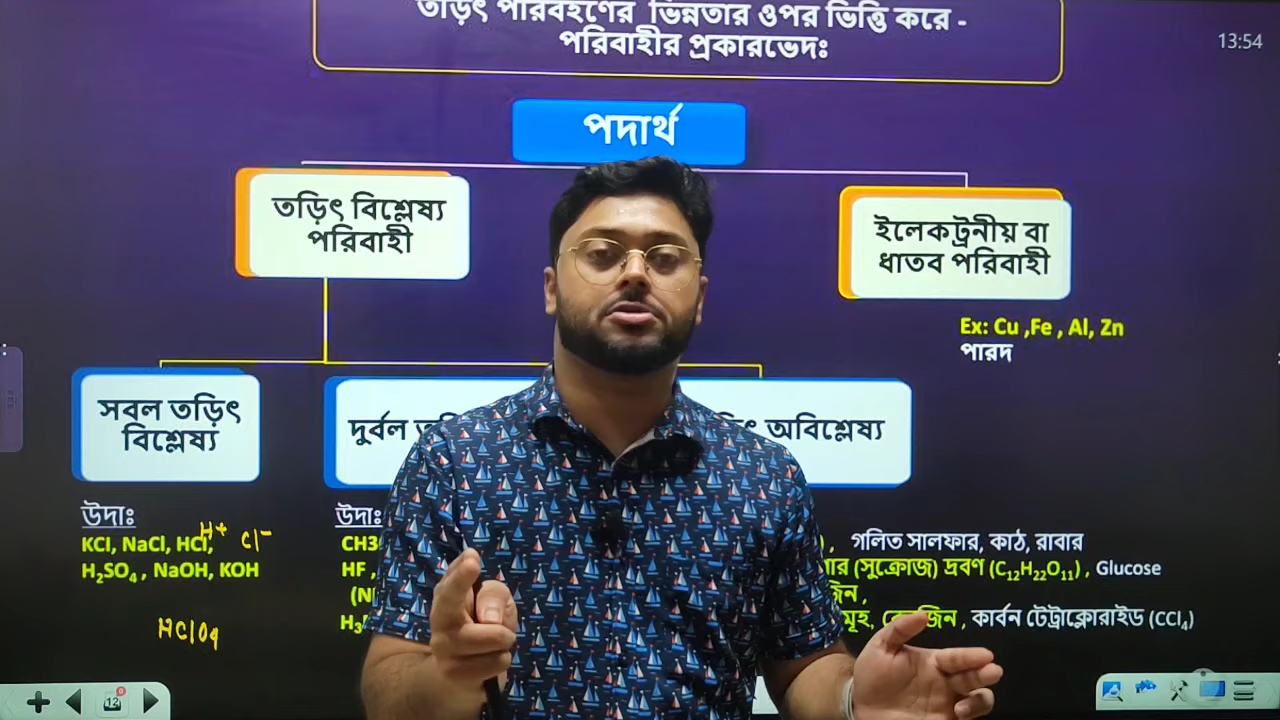 তড়িৎ পরিবহণের ভিন্নতার ওপর ভিত্তি করে -
পরিবাহীর প্রকারভেদঃ
13:54
পদার্থ
তড়িৎ বিশ্লেষ্য
পরিবাহী
ইলেকট্রনীয় বা
ধাতব পরিবাহী
Ex: Cu ,Fe , Al, Zn
পারদ
সবল তড়িৎ
বিশ্লেষ্য
দুর্বল
অবিশ্লেষ্য
উদাঃ
KCl, NaCl, HCl,
H⁺ Cl⁻
H₂SO₄ , NaOH, KOH
HClO₄
উদাঃ
CH3
HF ,
গলিত সালফার, কাঠ, রাবার
(সুক্রোজ) দ্রবণ (C₁₂H₂₂O₁₁) , Glucose
কার্বন টেট্রাক্লোরাইড (CCl₄)
12